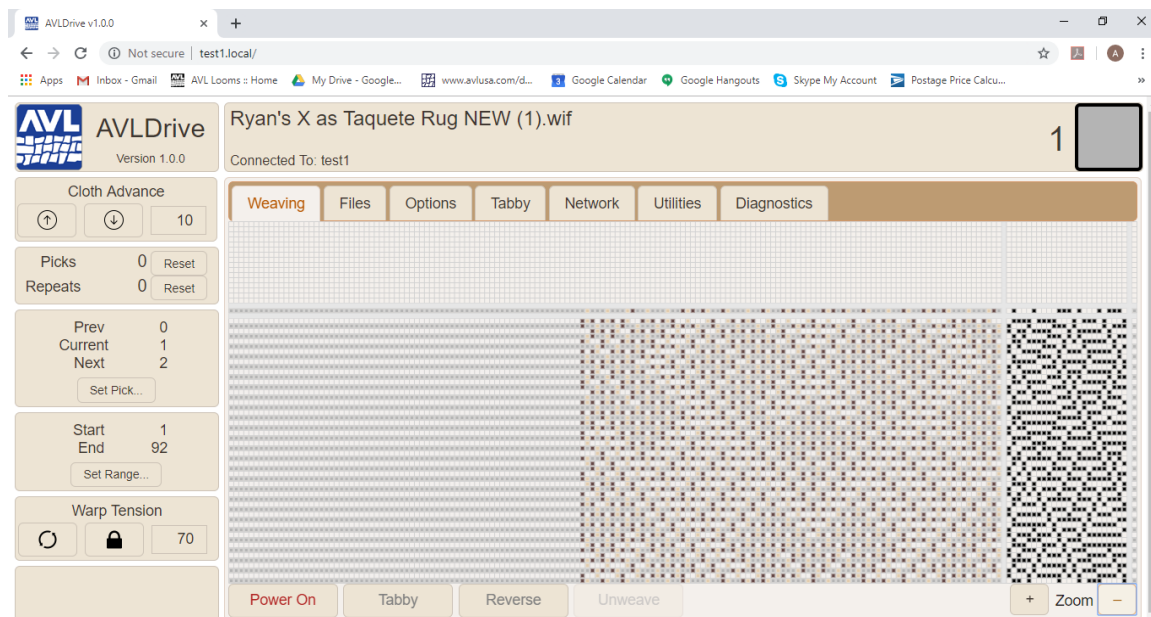 AVLDrive v1.0.0
Not secure | test1.local/
Apps M Inbox - Gmail AVL Looms :: Home My Drive - Google... www.avlusa.com/d... 3 Google Calendar Google Hangouts S Skype My Account Postage Price Calcu... »
AVL
AVLDrive
Version 1.0.0
Ryan's X as Taquete Rug NEW (1).wif
Connected To: test1
1
A
Cloth Advance
10
Picks 0 Reset
Repeats 0 Reset
Prev 0
Current 1
Next 2
Set Pick...
Start 1
End 92
Set Range...
Warp Tension
70
Weaving Files Options Tabby Network Utilities Diagnostics
Power On Tabby Reverse Unweave + Zoom −